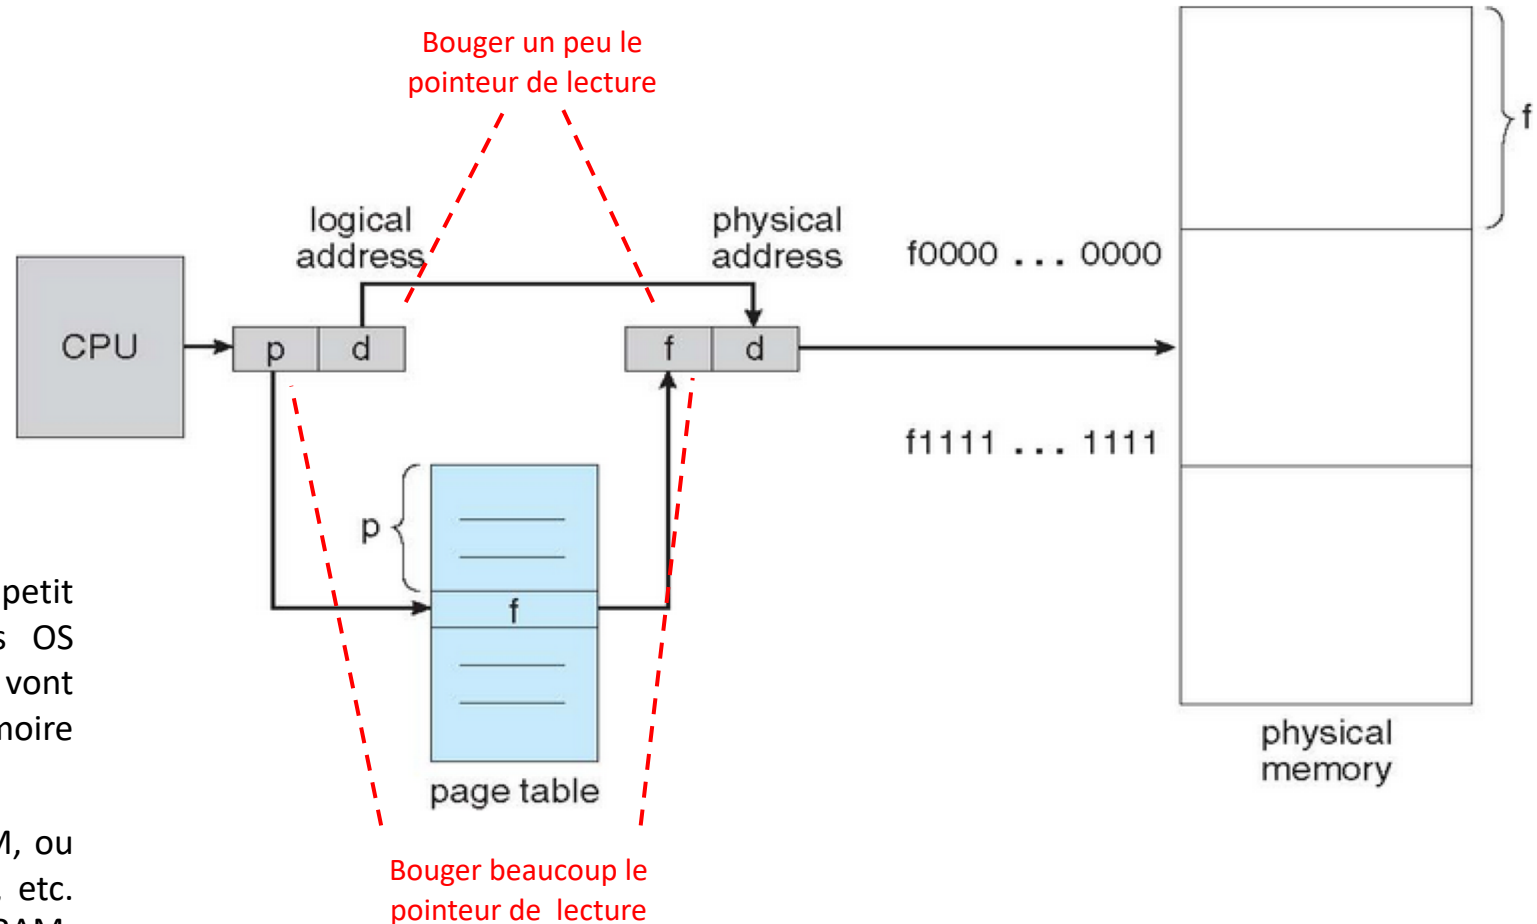 Bouger un peu le
pointeur de lecture
f
logical
address
physical
address
f0000 ... 0000
CPU
p d
f d
f1111 ... 1111
p
f
petit
s OS
vont
noire
physical
memory
page table
M, ou
etc.
Bouger beaucoup le
pointeur de lecture